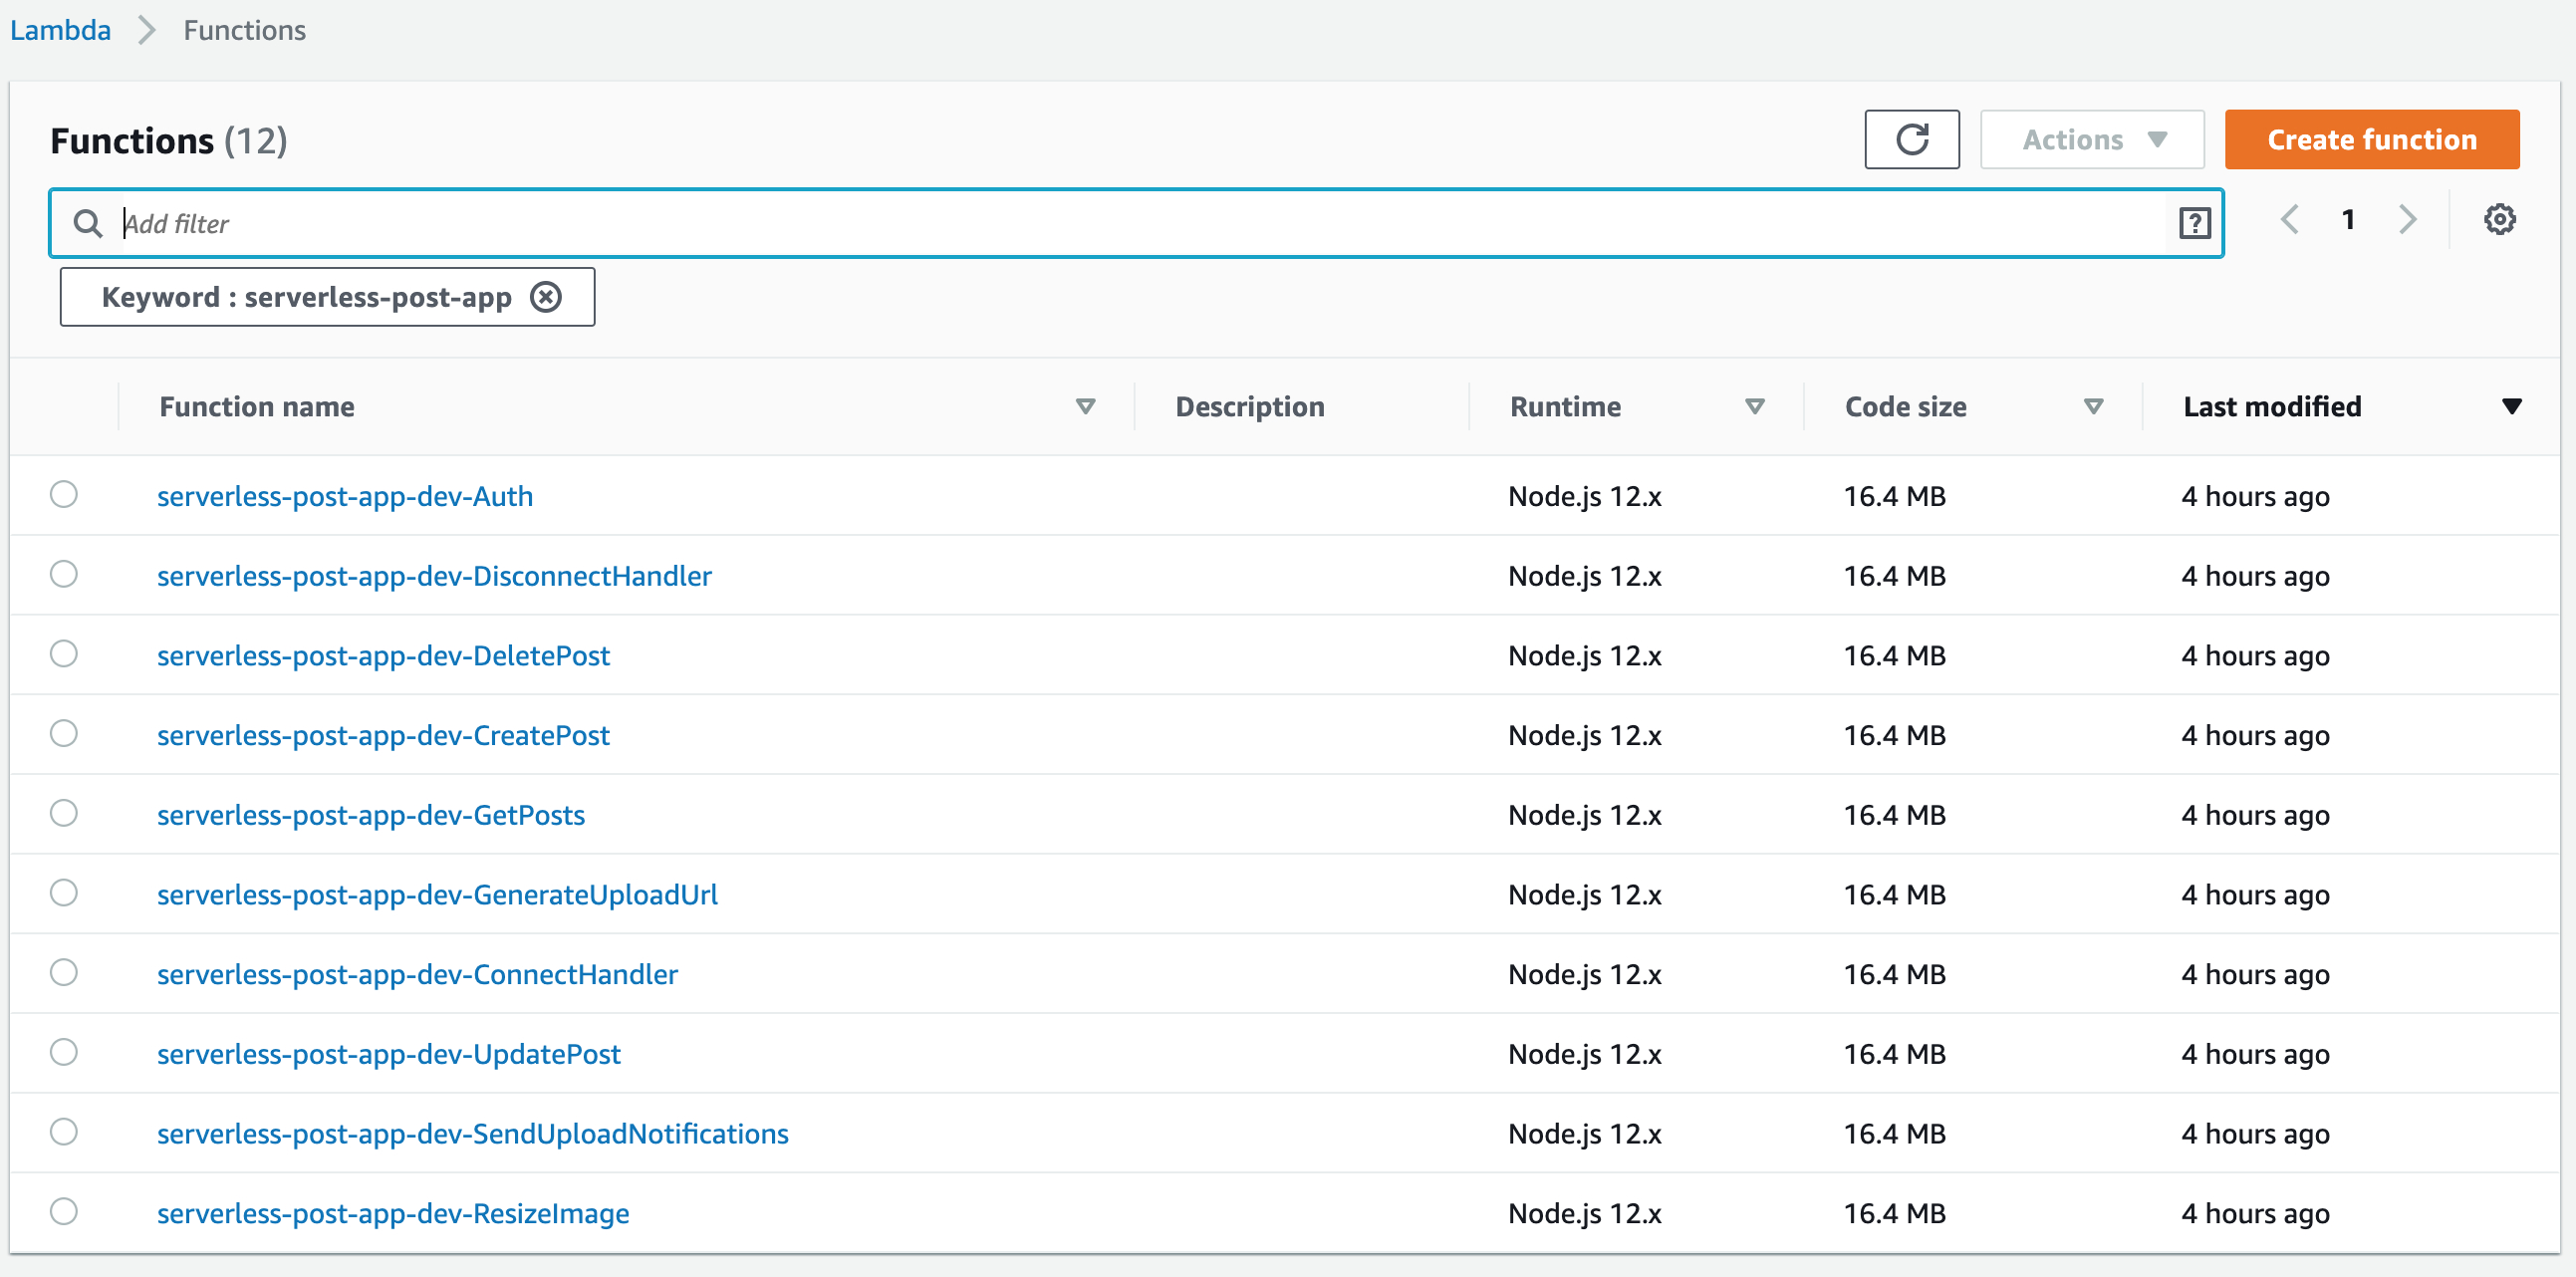 Lambda > Functions
Functions (12)
Actions
Create function
Add filter
1
Keyword : serverless-post-app
Function name Description Runtime Code size Last modified
serverless-post-app-dev-Auth Node.js 12.x 16.4 MB 4 hours ago
serverless-post-app-dev-DisconnectHandler Node.js 12.x 16.4 MB 4 hours ago
serverless-post-app-dev-DeletePost Node.js 12.x 16.4 MB 4 hours ago
serverless-post-app-dev-CreatePost Node.js 12.x 16.4 MB 4 hours ago
serverless-post-app-dev-GetPosts Node.js 12.x 16.4 MB 4 hours ago
serverless-post-app-dev-GenerateUploadUrl Node.js 12.x 16.4 MB 4 hours ago
serverless-post-app-dev-ConnectHandler Node.js 12.x 16.4 MB 4 hours ago
serverless-post-app-dev-UpdatePost Node.js 12.x 16.4 MB 4 hours ago
serverless-post-app-dev-SendUploadNotifications Node.js 12.x 16.4 MB 4 hours ago
serverless-post-app-dev-ResizeImage Node.js 12.x 16.4 MB 4 hours ago